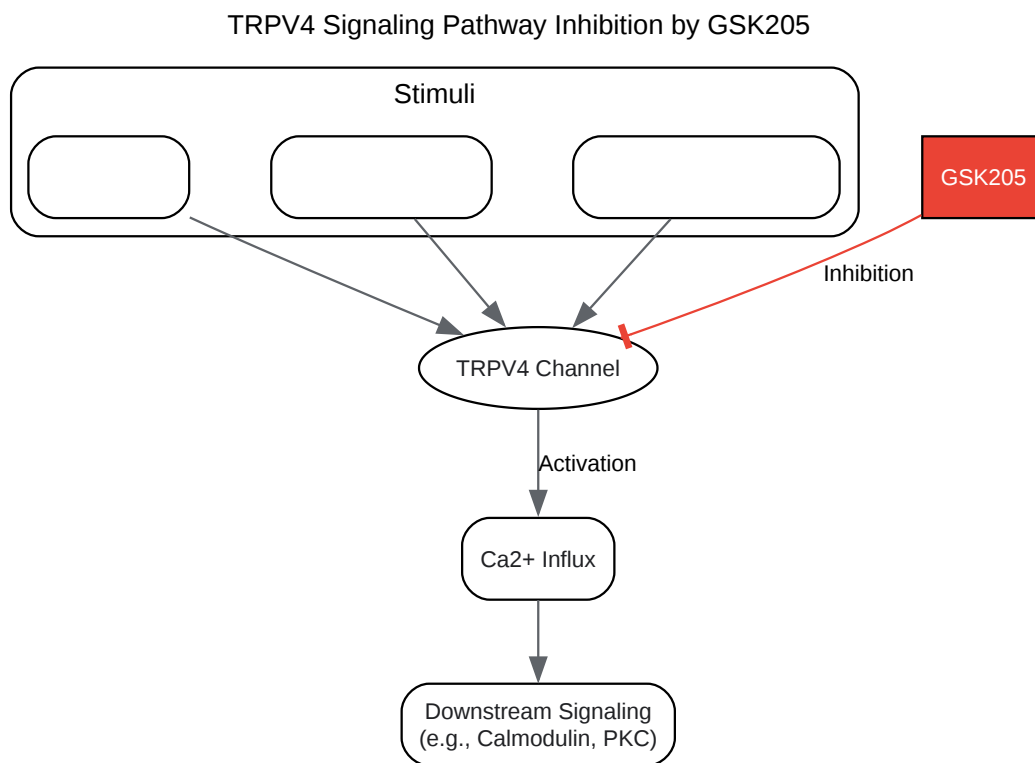 TRPV4 Signaling Pathway Inhibition by GSK205
Stimuli
GSK205
Inhibition
TRPV4 Channel
Activation
Ca2+ Influx
Downstream Signaling
(e.g., Calmodulin, PKC)